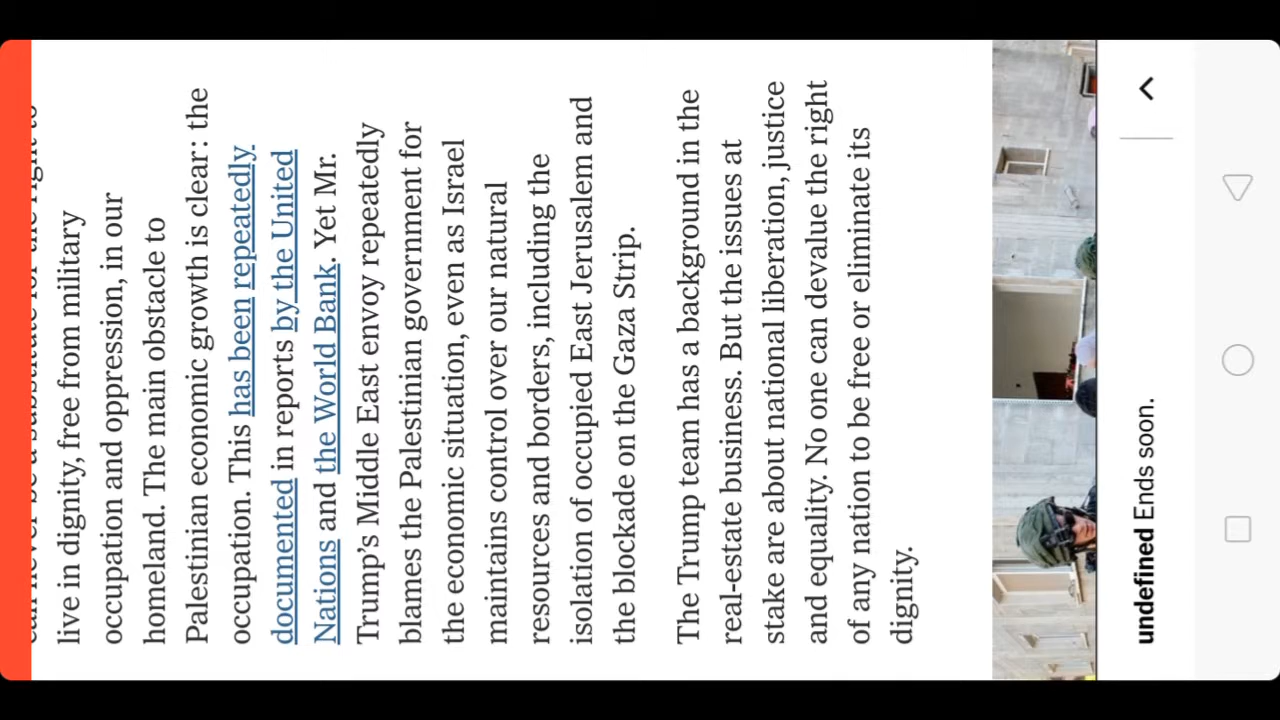 live in dignity, free from military
occupation and oppression, in our
homeland. The main obstacle to
Palestinian economic growth is clear: the
occupation. This has been repeatedly
documented in reports by the United
Nations and the World Bank. Yet Mr.
Trump’s Middle East envoy repeatedly
blames the Palestinian government for
the economic situation, even as Israel
maintains control over our natural
resources and borders, including the
isolation of occupied East Jerusalem and
the blockade on the Gaza Strip.
The Trump team has a background in the
real-estate business. But the issues at
stake are about national liberation, justice
and equality. No one can devalue the right
of any nation to be free or eliminate its
dignity.
undefined Ends soon.